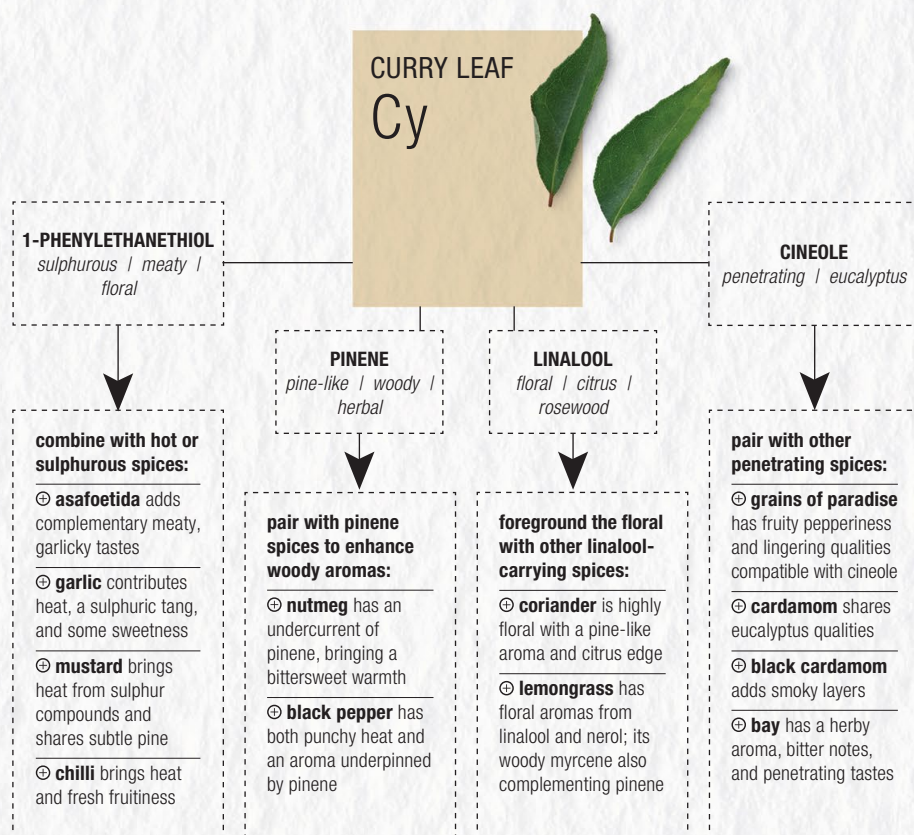 CURRY LEAF
Cy
1-PHENYLETHANETHIOL
sulphurous | meaty |
floral
PINENE
pine-like | woody |
herbal
LINALOOL
floral | citrus |
rosewood
CINEOLE
penetrating | eucalyptus
combine with hot or
sulphurous spices:
⊕ asafoetida adds
complementary meaty,
garlicky tastes
⊕ garlic contributes
heat, a sulphuric tang,
and some sweetness
⊕ mustard brings
heat from sulphur
compounds and
shares subtle pine
⊕ chilli brings heat
and fresh fruitiness
pair with pinene
spices to enhance
woody aromas:
⊕ nutmeg has an
undercurrent of
pinene, bringing a
bittersweet warmth
⊕ black pepper has
both punchy heat and
an aroma underpinned
by pinene
foreground the floral
with other linalool-
carrying spices:
⊕ coriander is highly
floral with a pine-like
aroma and citrus edge
⊕ lemongrass has
floral aromas from
linalool and nerol; its
woody myrcene also
complementing pinene
pair with other
penetrating spices:
⊕ grains of paradise
has fruity pepperiness
and lingering qualities
compatible with cineole
⊕ cardamom shares
eucalyptus qualities
⊕ black cardamom
adds smoky layers
⊕ bay has a herby
aroma, bitter notes,
and penetrating tastes